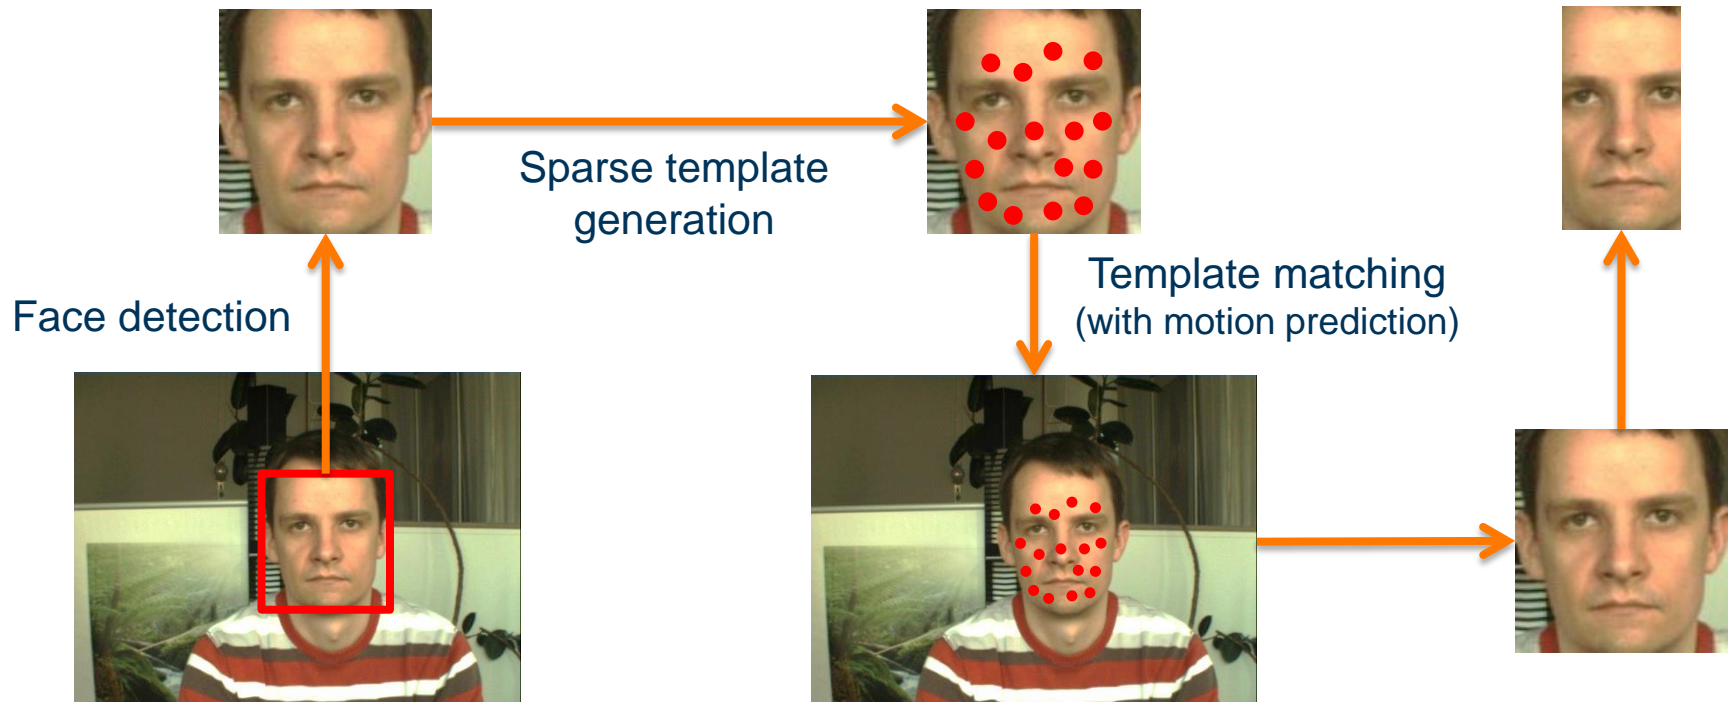 Sparse template
generation
Face detection
Template matching
(with motion prediction)